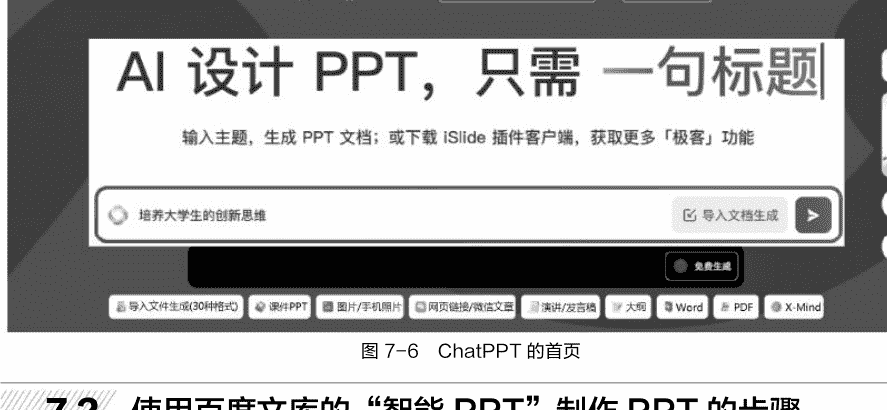 AI 设计 PPT，只需 一句标题
输入主题，生成 PPT 文档；或下载 iSlide 插件客户端，获取更多「极客」功能
培养大学生的创新思维
导入文档生成
免费生成
导入文件生成(30种格式) 课件PPT 图片/手机照片 网页链接/微信文章 演讲/发言稿 大纲 Word PDF X-Mind
图 7-6 ChatPPT 的首页
7.2 使用百度文库的“智能 PPT”制作 PPT 的步骤